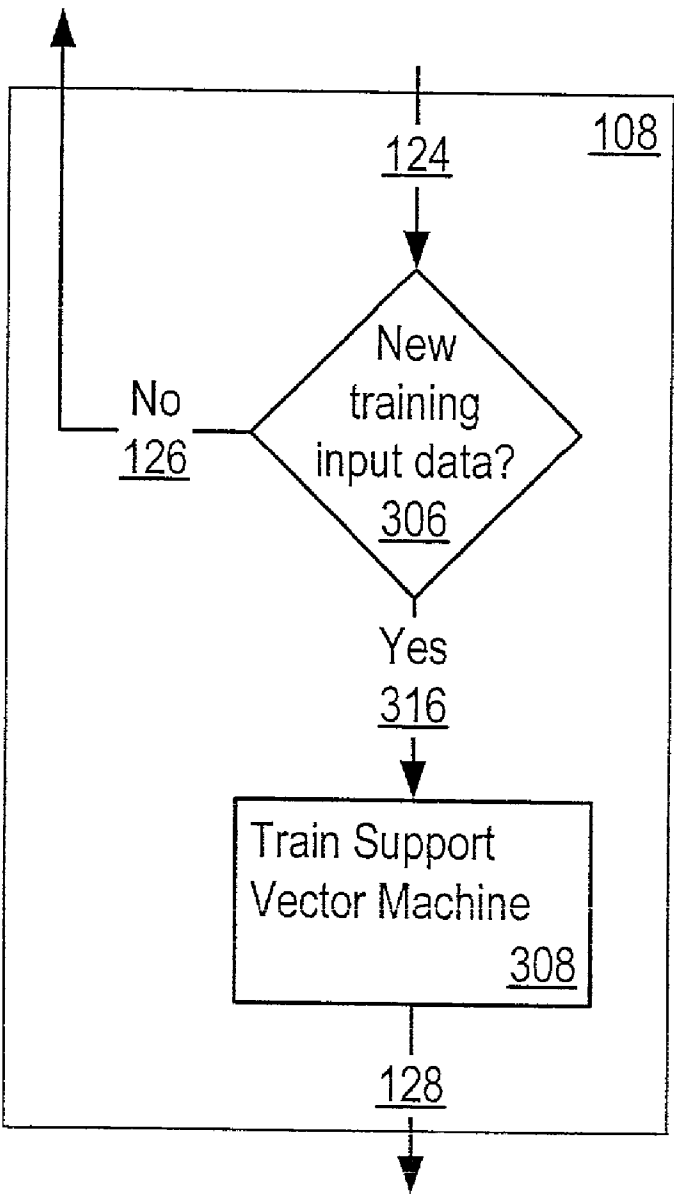 108
124
New
training
input data?
306
No
126
Yes
316
Train Support
Vector Machine
308
128